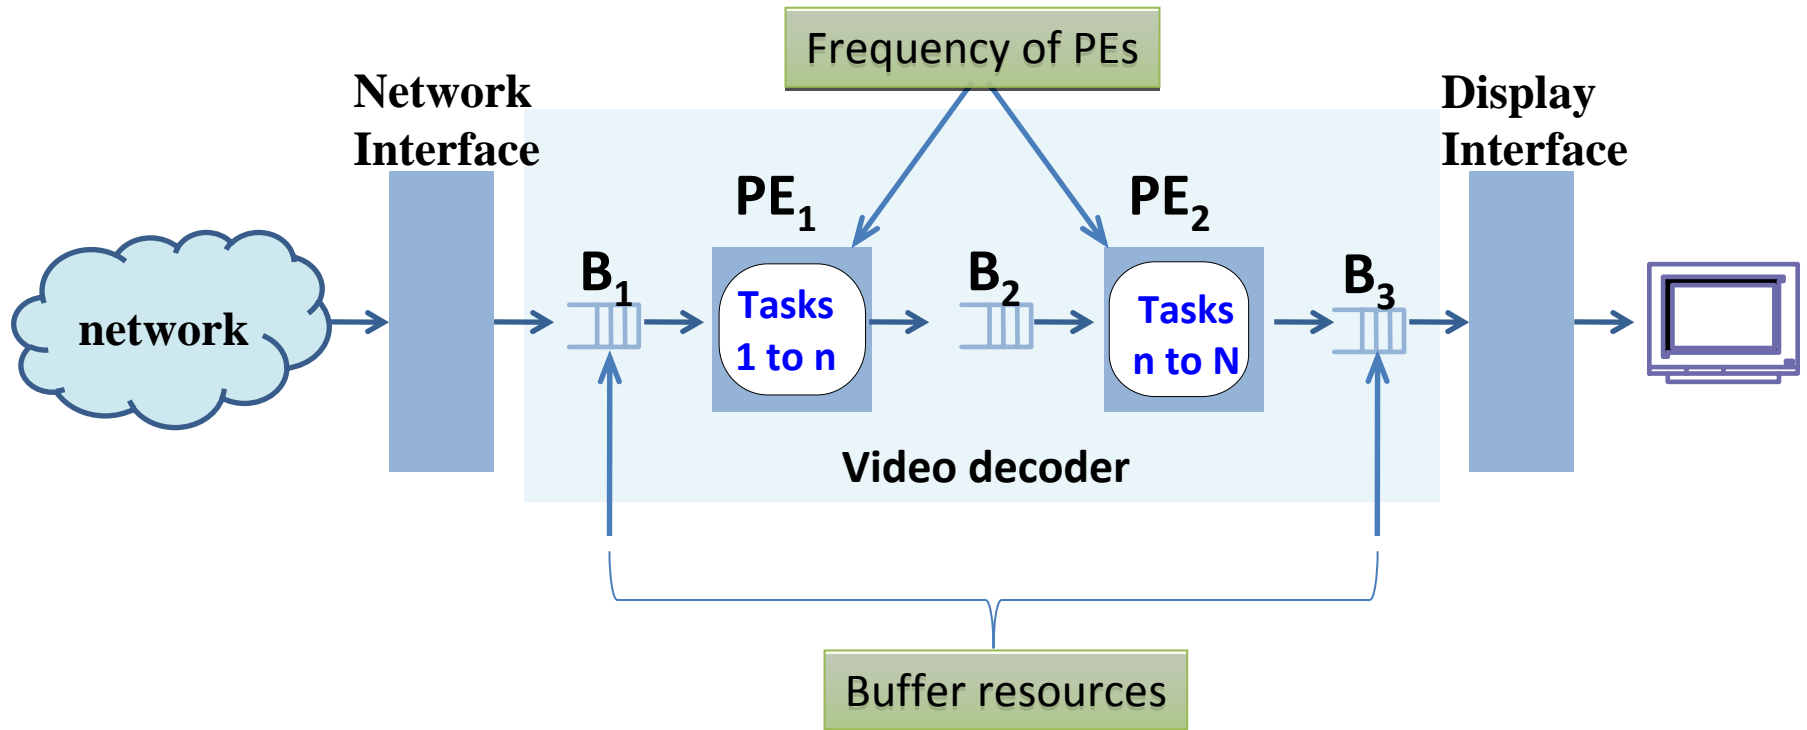 Frequency of PEs
Network
Interface
Display
Interface
PE1
PE2
B1
B2
B3
network
Tasks
1 to n
Tasks
n to N
Video decoder
Buffer resources